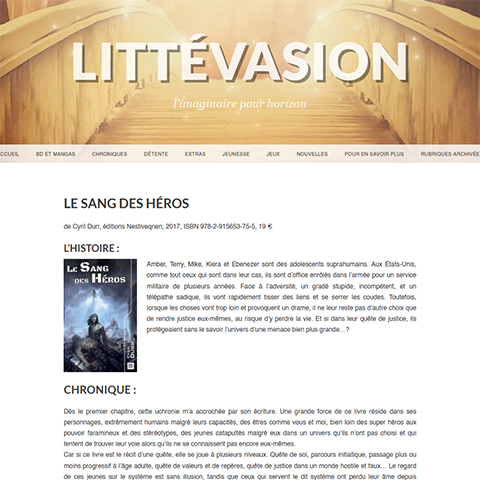 LITTÉVASION
l'imaginaire pour horizon
CCUEIL BD ET MANGAS CHRONIQUES DÉTENTE EXTRAS JEUNESSE JEUX NOUVELLES POUR EN SAVOIR PLUS RUBRIQUES ARCHIVÉE
LE SANG DES HÉROS
de Cyril Durr, éditions Nestiveqnen, 2017, ISBN 978-2-915653-75-5, 19 €
L'HISTOIRE :
LE SANG
DES HÉROS
CYRIL DURR
Amber, Terry, Mike, Kiera et Ebenezer sont des adolescents suprahumains. Aux États-Unis,
comme tout ceux qui sont dans leur cas, ils sont d'office enrôlés dans l'armée pour un service
militaire de plusieurs années. Face à l'adversité, un gradé stupide, incompétent, et un
télépathe sadique, ils vont rapidement tisser des liens et se serrer les coudes. Toutefois,
lorsque les choses vont trop loin et provoquent un drame, il ne leur reste pas d'autre choix que
de rendre justice eux-mêmes, au risque d'y perdre la vie. Et si dans leur quête de justice, ils
protégeaient sans le savoir l'univers d'une menace bien plus grande…?
CHRONIQUE :
Dès le premier chapitre, cette uchronie m'a accrochée par son écriture. Une grande force de ce livre réside dans ses
personnages, extrêmement humains malgré leurs capacités, des êtres comme vous et moi, bien loin des super héros aux
pouvoir faramineux et des stéréotypes, des jeunes catapultés malgré eux dans un univers qu'ils n'ont pas choisi et qui
tentent de trouver leur voie alors qu'ils ne se connaissent pas encore eux-mêmes.
Car si ce livre est le récit d'une quête, elle se joue à plusieurs niveaux. Quête de soi, parcours initiatique, passage plus ou
moins progressif à l'âge adulte, quête de valeurs et de repères, quête de justice dans un monde hostile et faux… Le regard
de ces jeunes sur le système est sans illusion, tandis que ceux qui servent le dit système ont perdu leur âme depuis